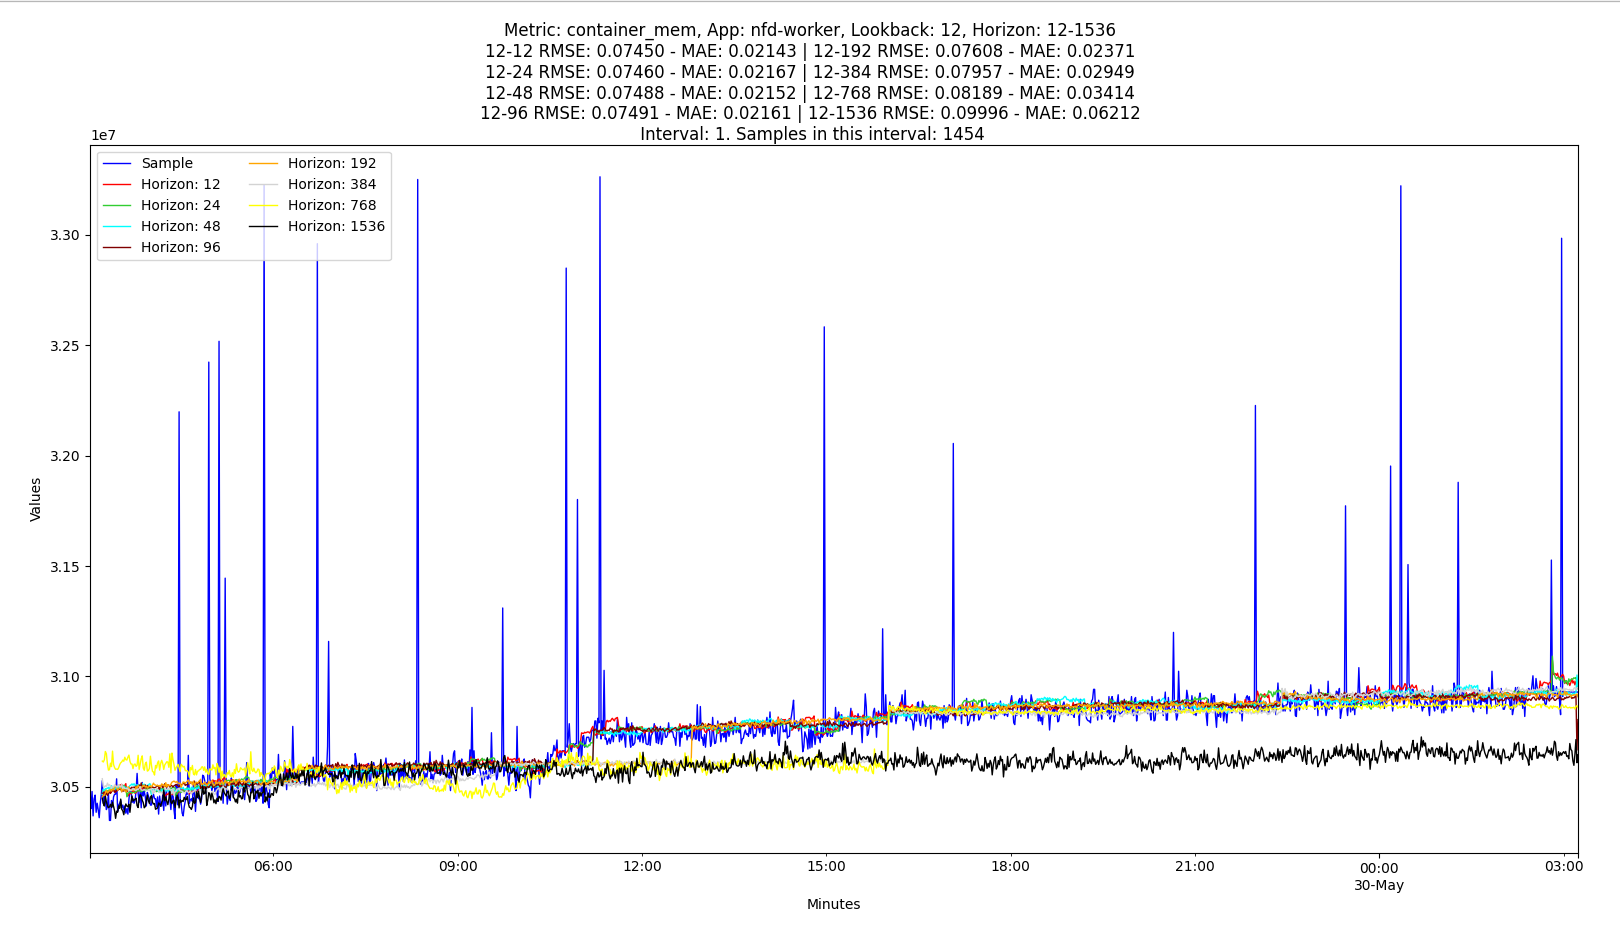 Metric: container_mem, App: nfd-worker, Lookback: 12, Horizon: 12-1536
12-12 RMSE: 0.07450 - MAE: 0.02143 | 12-192 RMSE: 0.07608 - MAE: 0.02371
12-24 RMSE: 0.07460 - MAE: 0.02167 | 12-384 RMSE: 0.07957 - MAE: 0.02949
12-48 RMSE: 0.07488 - MAE: 0.02152 | 12-768 RMSE: 0.08189 - MAE: 0.03414
12-96 RMSE: 0.07491 - MAE: 0.02161 | 12-1536 RMSE: 0.09996 - MAE: 0.06212
Interval: 1. Samples in this interval: 1454
1e7
Sample
Horizon: 12
Horizon: 24
Horizon: 48
Horizon: 96
Horizon: 192
Horizon: 384
Horizon: 768
Horizon: 1536
3.30
3.25
3.20
3.15
3.10
3.05
Values
06:00
09:00
12:00
15:00
18:00
21:00
00:00
30-May
03:00
Minutes